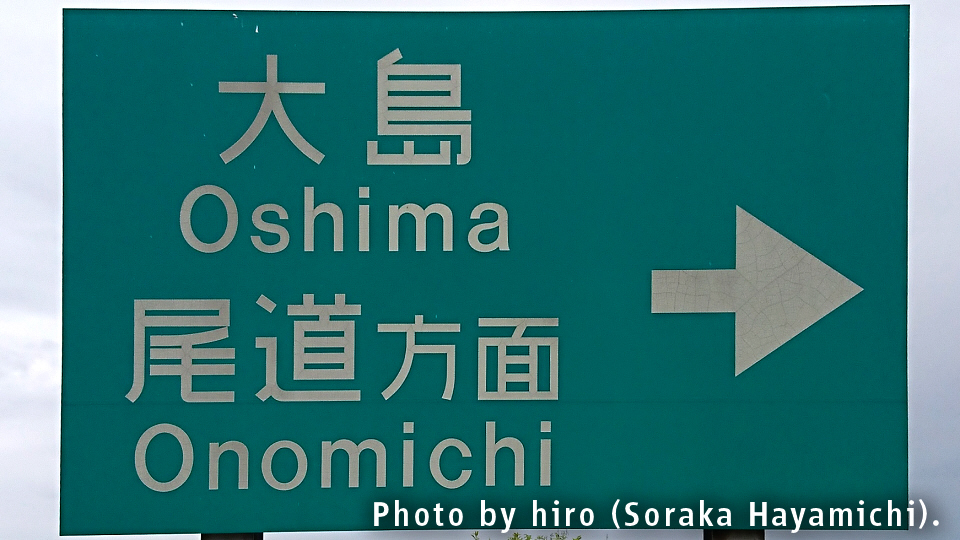 大島
Oshima
尾道方面
Onomichi
Photo by hiro (Soraka Hayamichi).